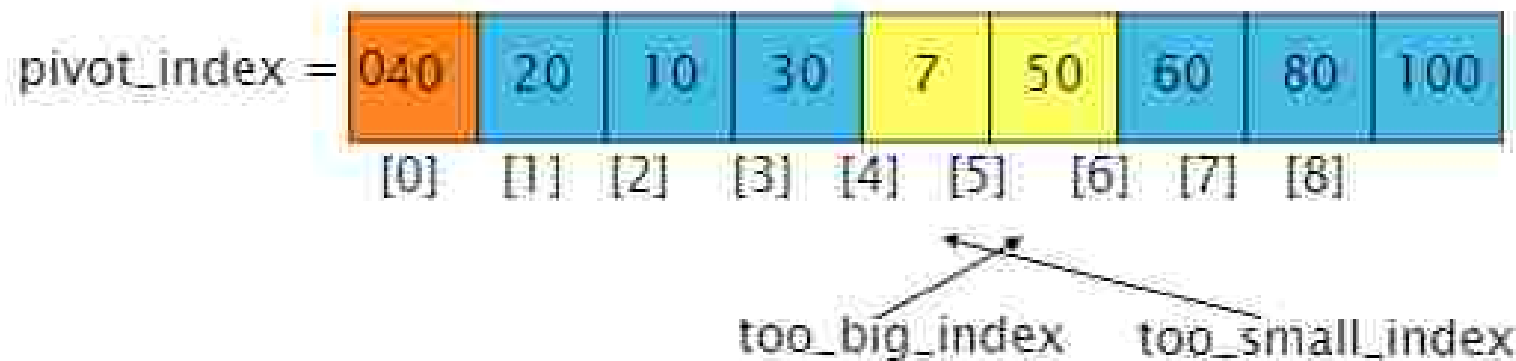 pivot_index = 040 20 10 30 7 50 60 80 100
[0] [1] [2] [3] [4] [5] [6] [7] [8]
too_big_index too_small_index